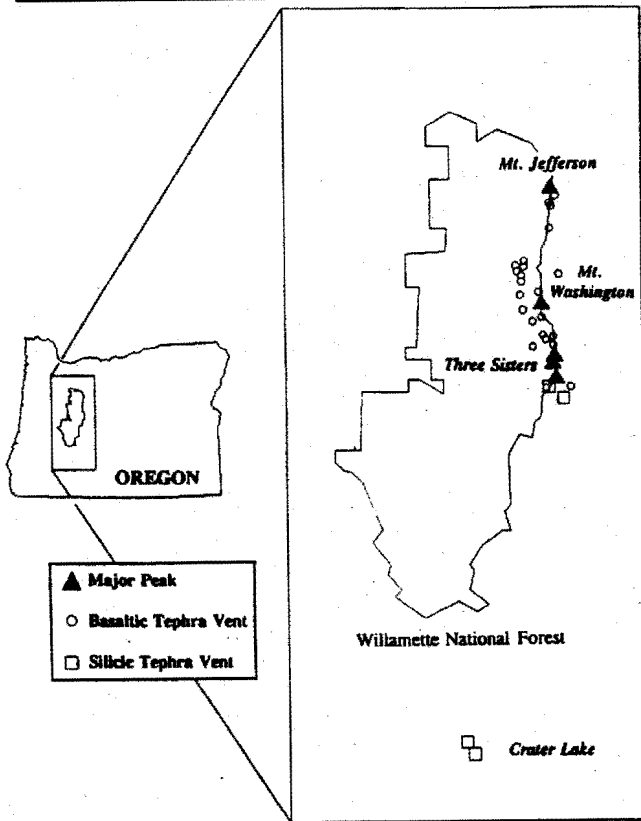 Mt. Jefferson
Mt.
Washington
Three Sisters
OREGON
Major Peak
Basaltic Tephra Vent
Silicic Tephra Vent
Willamette National Forest
Crater Lake